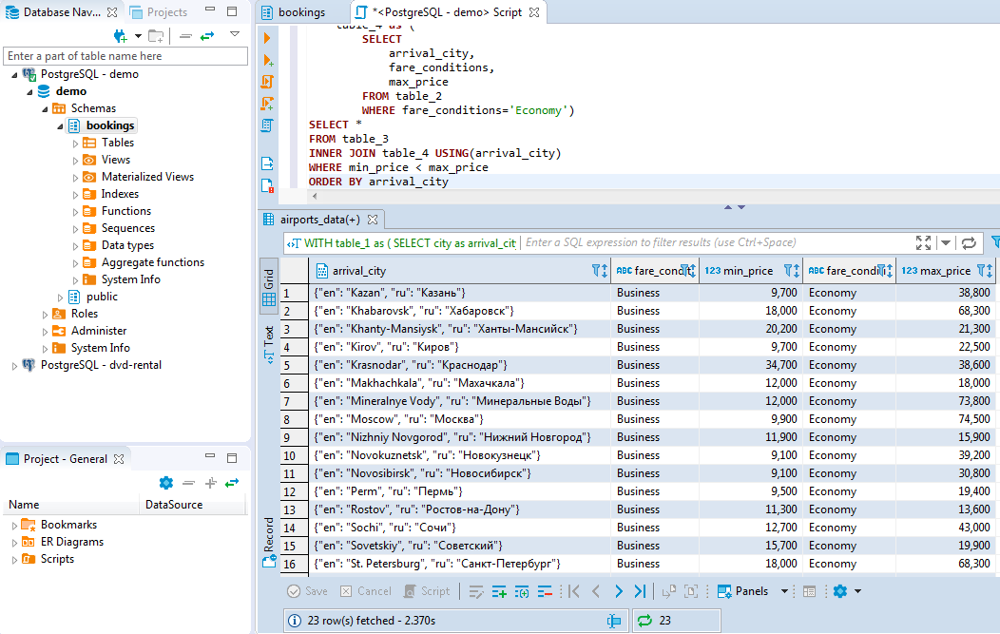 Database Nav...
Projects
Enter a part of table name here
PostgreSQL - demo
demo
Schemas
bookings
Tables
Views
Materialized Views
Indexes
Functions
Sequences
Data types
Aggregate functions
System Info
public
Roles
Administer
System Info
PostgreSQL - dvd-rental
Project - General
Name DataSource
Bookmarks
ER Diagrams
Scripts
bookings
*<PostgreSQL - demo> Script
table_4 as (
SELECT
arrival_city,
fare_conditions,
max_price
FROM table_2
WHERE fare_conditions='Economy')
SELECT *
FROM table_3
INNER JOIN table_4 USING(arrival_city)
WHERE min_price < max_price
ORDER BY arrival_city
airports_data(+)
WITH table_1 as ( SELECT city as arrival_cit Enter a SQL expression to filter results (use Ctrl+Space)
Grid
Text
Record
arrival_city ABC fare_condit 123 min_price ABC fare_condi 123 max_price
1 {"en": "Kazan", "ru": "Казань"} Business 9,700 Economy 38,800
2 {"en": "Khabarovsk", "ru": "Хабаровск"} Business 18,000 Economy 68,300
3 {"en": "Khanty-Mansiysk", "ru": "Ханты-Мансийск"} Business 20,200 Economy 21,300
4 {"en": "Kirov", "ru": "Киров"} Business 9,700 Economy 22,500
5 {"en": "Krasnodar", "ru": "Краснодар"} Business 34,700 Economy 38,600
6 {"en": "Makhachkala", "ru": "Махачкала"} Business 12,000 Economy 18,000
7 {"en": "Mineralnye Vody", "ru": "Минеральные Воды"} Business 12,000 Economy 73,800
8 {"en": "Moscow", "ru": "Москва"} Business 9,900 Economy 74,500
9 {"en": "Nizhniy Novgorod", "ru": "Нижний Новгород"} Business 11,900 Economy 15,900
10 {"en": "Novokuznetsk", "ru": "Новокузнецк"} Business 9,100 Economy 39,200
11 {"en": "Novosibirsk", "ru": "Новосибирск"} Business 9,100 Economy 30,800
12 {"en": "Perm", "ru": "Пермь"} Business 9,500 Economy 19,400
13 {"en": "Rostov", "ru": "Ростов-на-Дону"} Business 11,300 Economy 13,600
14 {"en": "Sochi", "ru": "Сочи"} Business 12,700 Economy 43,000
15 {"en": "Sovetskiy", "ru": "Советский"} Business 15,700 Economy 19,900
16 {"en": "St. Petersburg", "ru": "Санкт-Петербург"} Business 18,000 Economy 68,300
Save Cancel Script Panels
23 row(s) fetched - 2.370s 23